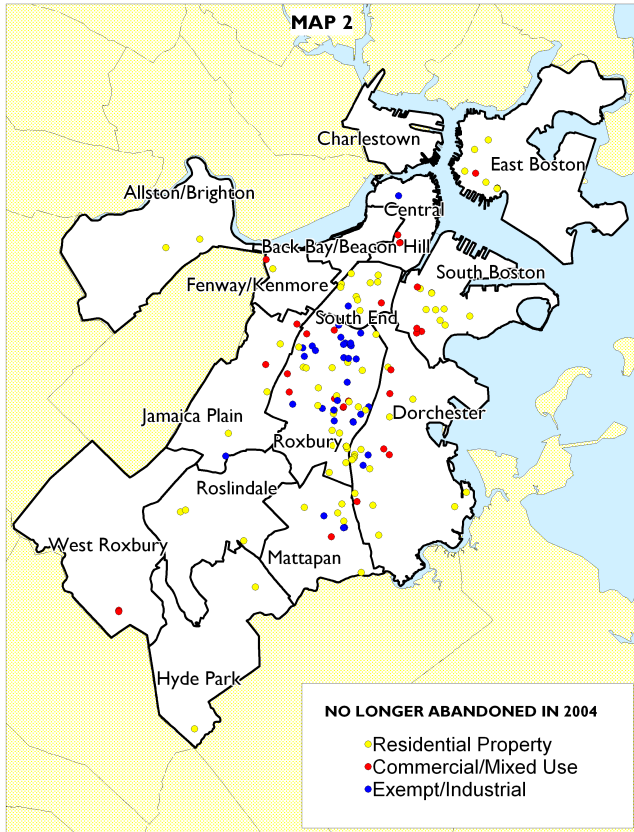 MAP 2
Charlestown
East Boston
Allston/Brighton
Central
Back Bay/Beacon Hill
South Boston
Fenway/Kenmore
South End
Jamaica Plain
Dorchester
Roxbury
Roslindale
West Roxbury
Mattapan
Hyde Park
NO LONGER ABANDONED IN 2004
Residential Property
Commercial/Mixed Use
Exempt/Industrial